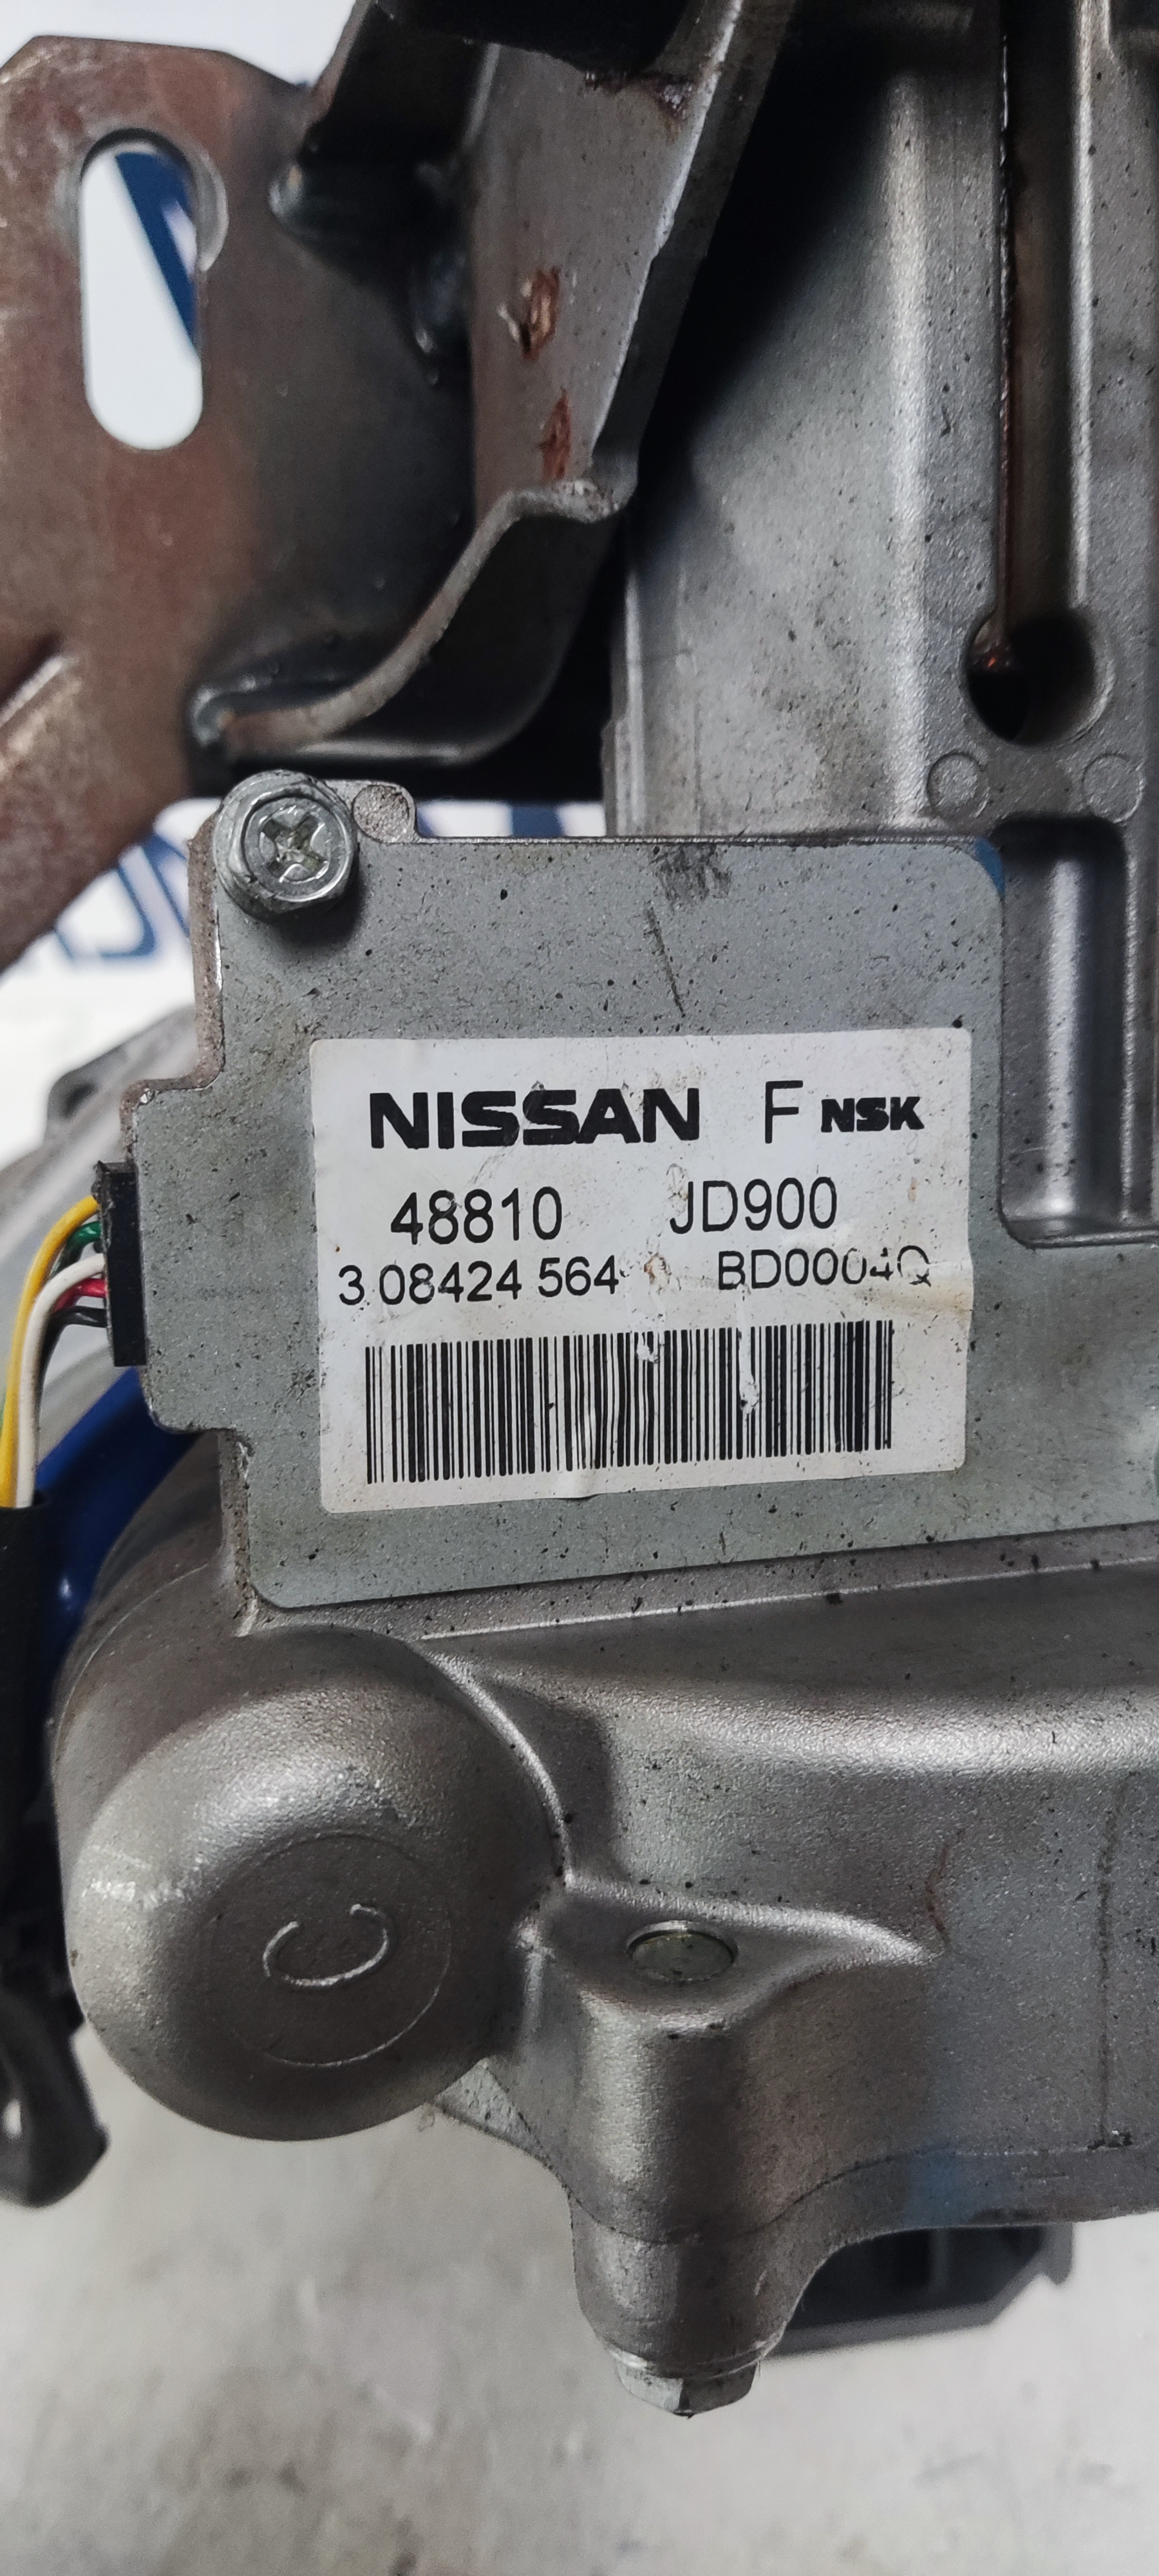 NISSAN F NSK
48810 JD900
3 08424 564 BD0004Q
C